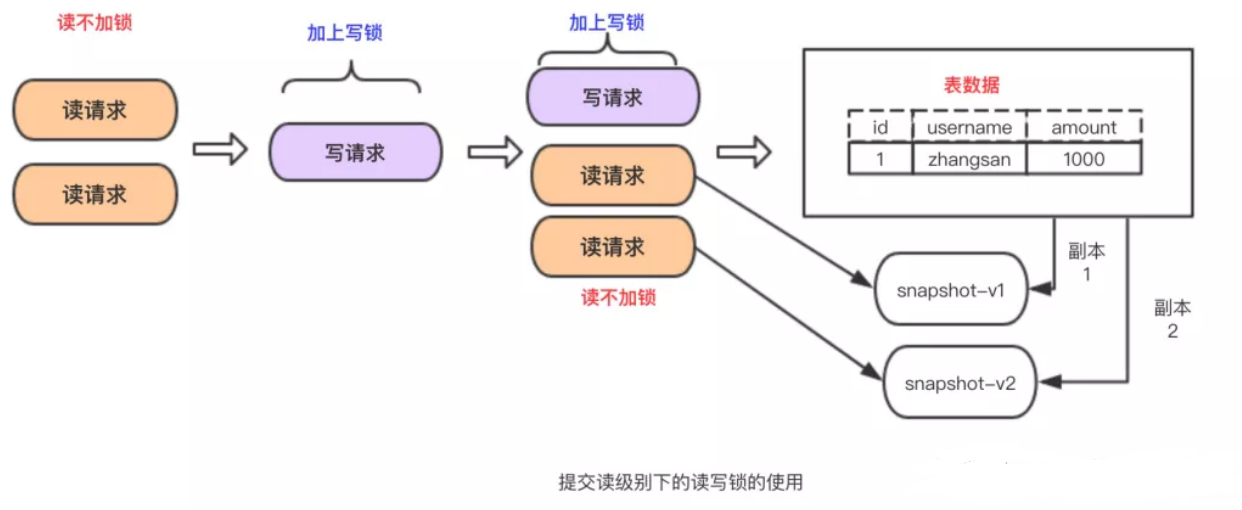 读不加锁
读请求
读请求
加上写锁
写请求
加上写锁
写请求
读请求
读请求
读不加锁
表数据
id username amount
1 zhangsan 1000
副本
1
snapshot-v1
副本
2
snapshot-v2
提交读级别下的读写锁的使用